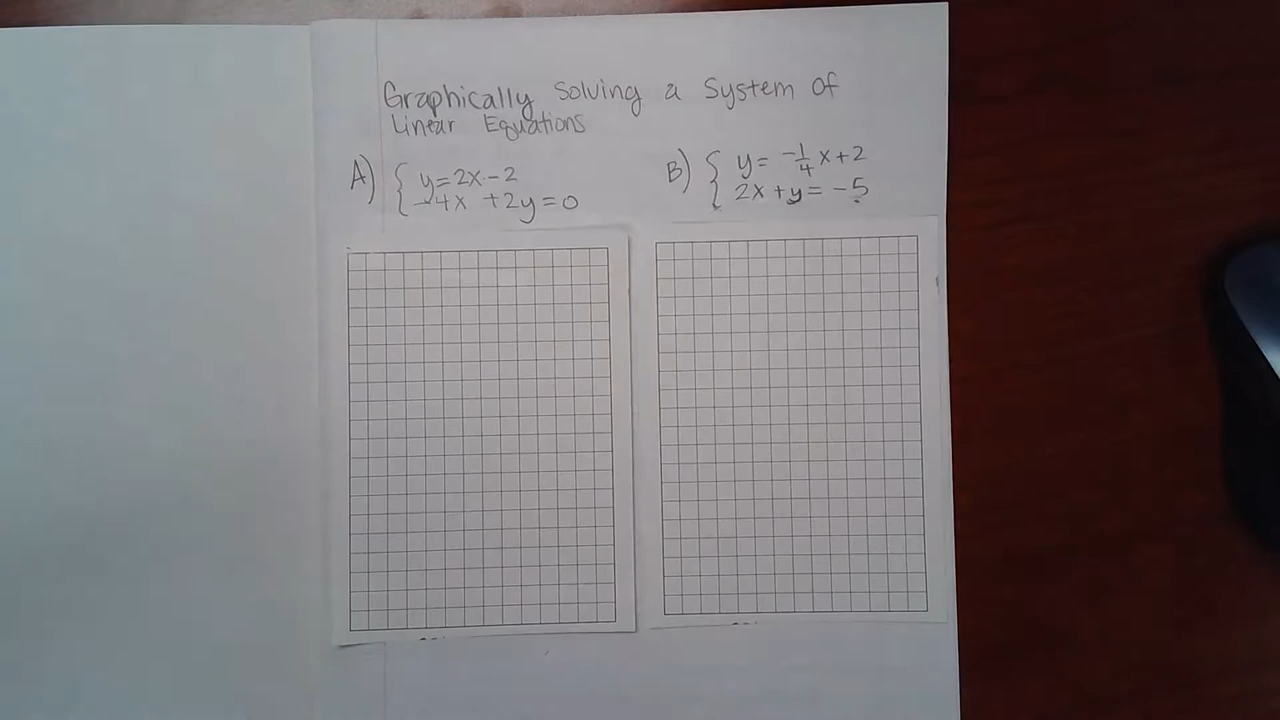 Graphically Solving a System of
Linear Equations
A) { y=2x-2
-4x +2y=0
B) { y= -1/4 x+2
2x+y= -5